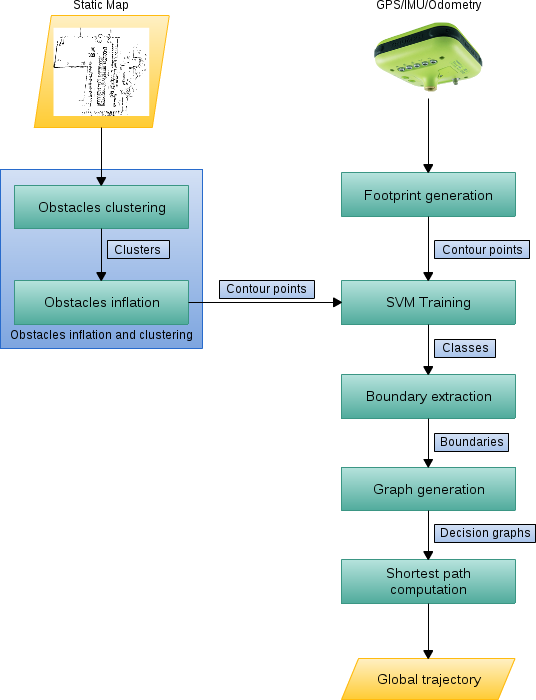 Static Map
GPS/IMU/Odometry
Obstacles clustering
Clusters
Obstacles inflation
Obstacles inflation and clustering
Contour points
Footprint generation
Contour points
SVM Training
Classes
Boundary extraction
Boundaries
Graph generation
Decision graphs
Shortest path
computation
Global trajectory